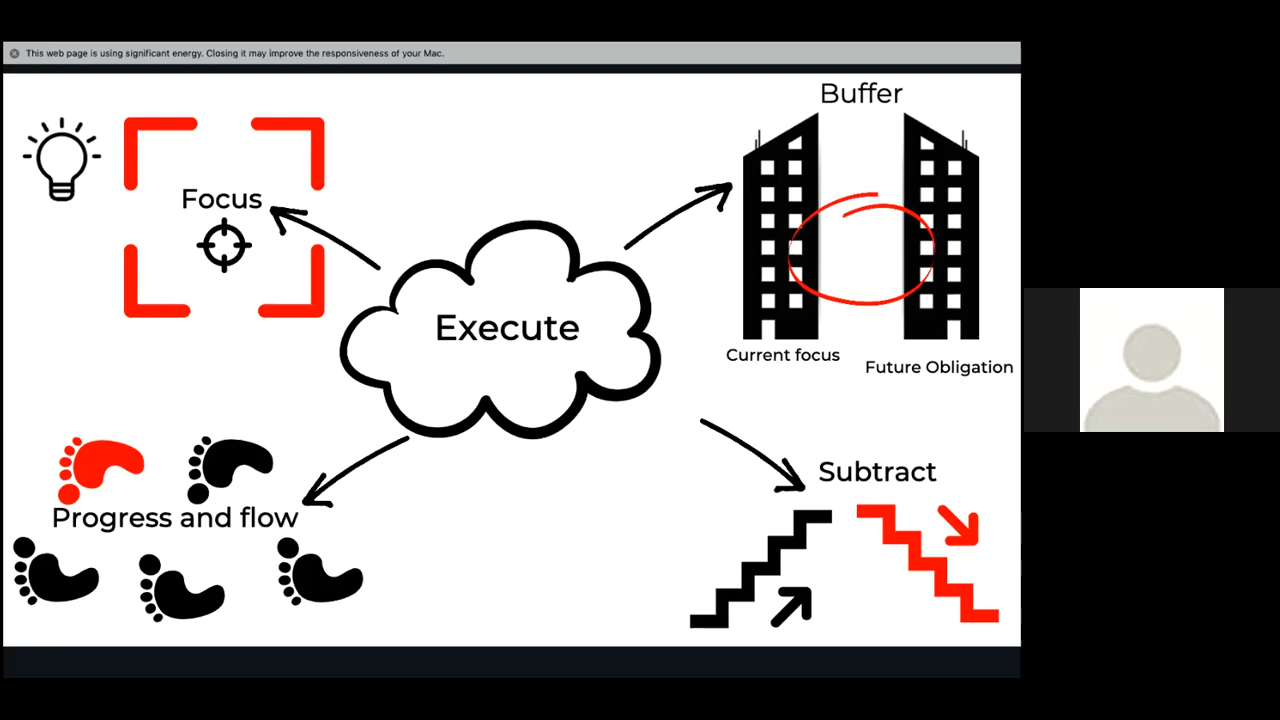 This web page is using significant energy. Closing it may improve the responsiveness of your Mac.
Buffer
Focus
Execute
Current focus
Future Obligation
Subtract
Progress and flow